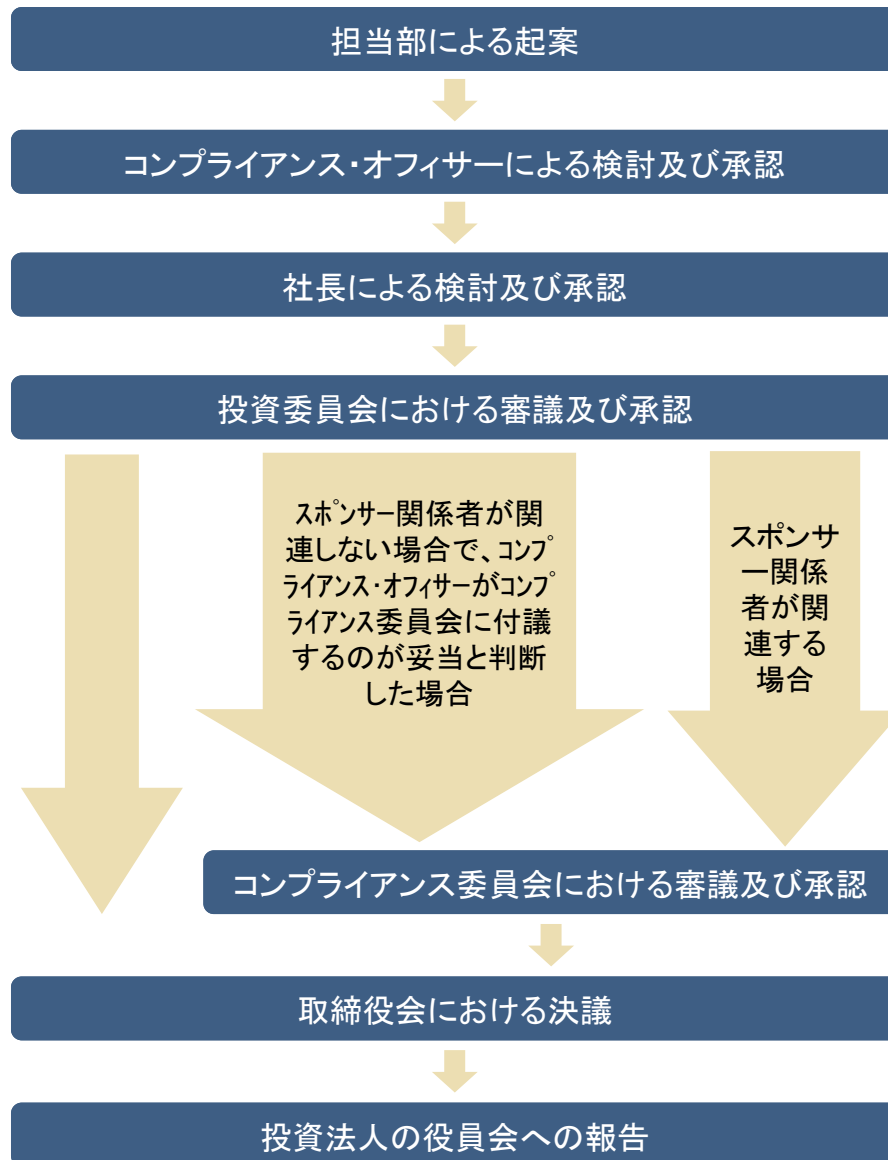 担当部による起案
コンプライアンス・オフィサーによる検討及び承認
社長による検討及び承認
投資委員会における審議及び承認
ｽﾎﾟﾝｻｰ関係者が関
連しない場合で、ｺﾝﾌﾟ
ﾗｲｱﾝｽ･ｵﾌｨｻｰがｺﾝﾌﾟ
ﾗｲｱﾝｽ委員会に付議
するのが妥当と判断
した場合
スポンサ
ー関係
者が関
連する
場合
コンプライアンス委員会における審議及び承認
取締役会における決議
投資法人の役員会への報告